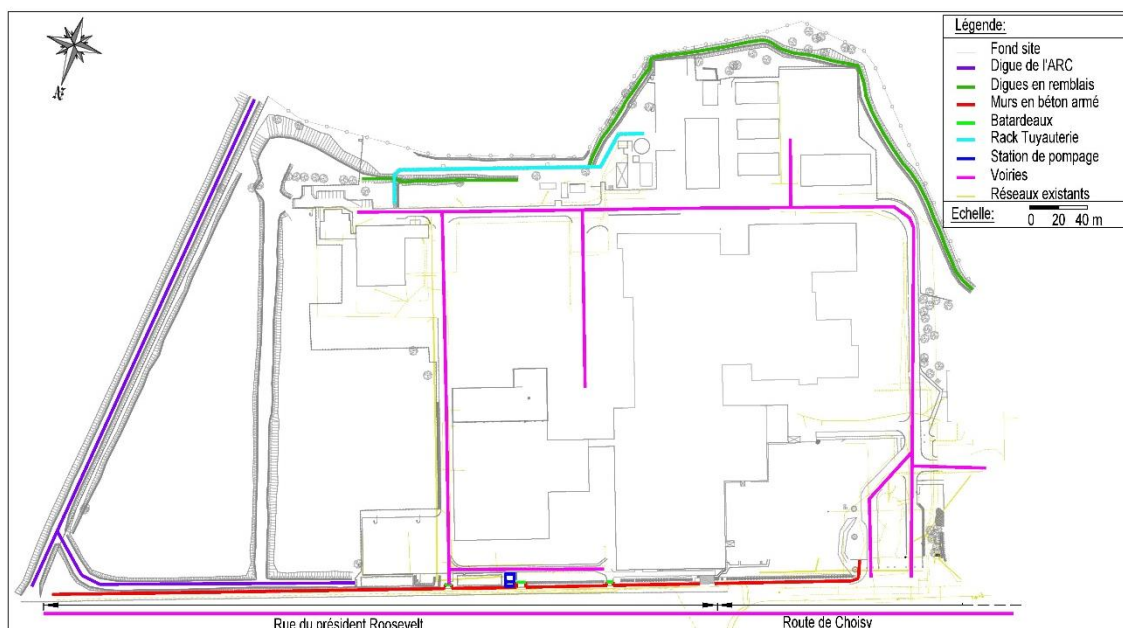 Légende:
Fond site
Digue de l'ARC
Digues en remblais
Murs en béton armé
Batardeaux
Rack Tuyauterie
Station de pompage
Voiries
Réseaux existants
Echelle:
0 20 40 m
N
Rue du président Roosevelt
Route de Choisy